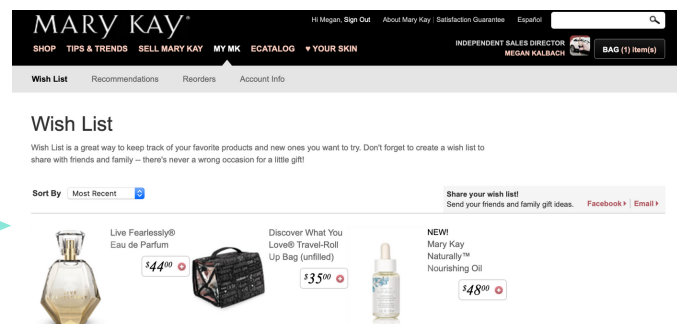 MARY KAY®
Hi Megan, Sign Out About Mary Kay | Satisfaction Guarantee Español
SHOP TIPS & TRENDS SELL MARY KAY MY MK ECATALOG ♥ YOUR SKIN
INDEPENDENT SALES DIRECTOR
MEGAN KALBACH
BAG (1) item(s)
Wish List Recommendations Reorders Account Info
Wish List
Wish List is a great way to keep track of your favorite products and new ones you want to try. Don't forget to create a wish list to
share with friends and family -- there's never a wrong occasion for a little gift!
Sort By Most Recent
Share your wish list!
Send your friends and family gift ideas. Facebook | Email
Live Fearlessly®
Eau de Parfum
$4400
Discover What You
Love® Travel-Roll
Up Bag (unfilled)
$3500
NEW!
Mary Kay
Naturally™
Nourishing Oil
$4800